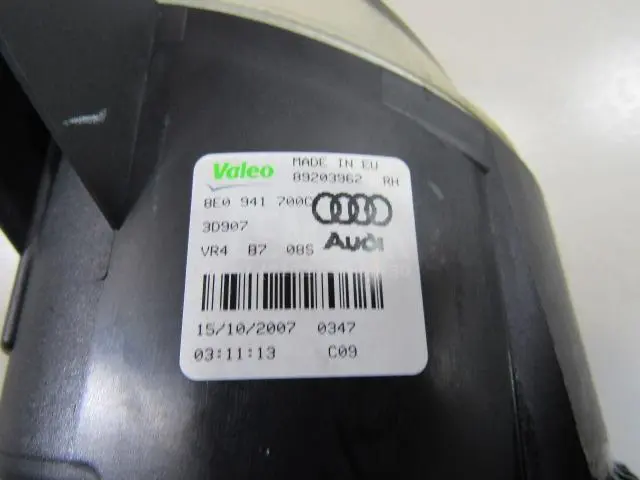 Valeo MADE IN EU
89203962 RH
8E0 941 700C
3D907
VR4 B7 08S Audi
15/10/2007 0347
03:11:13 C09